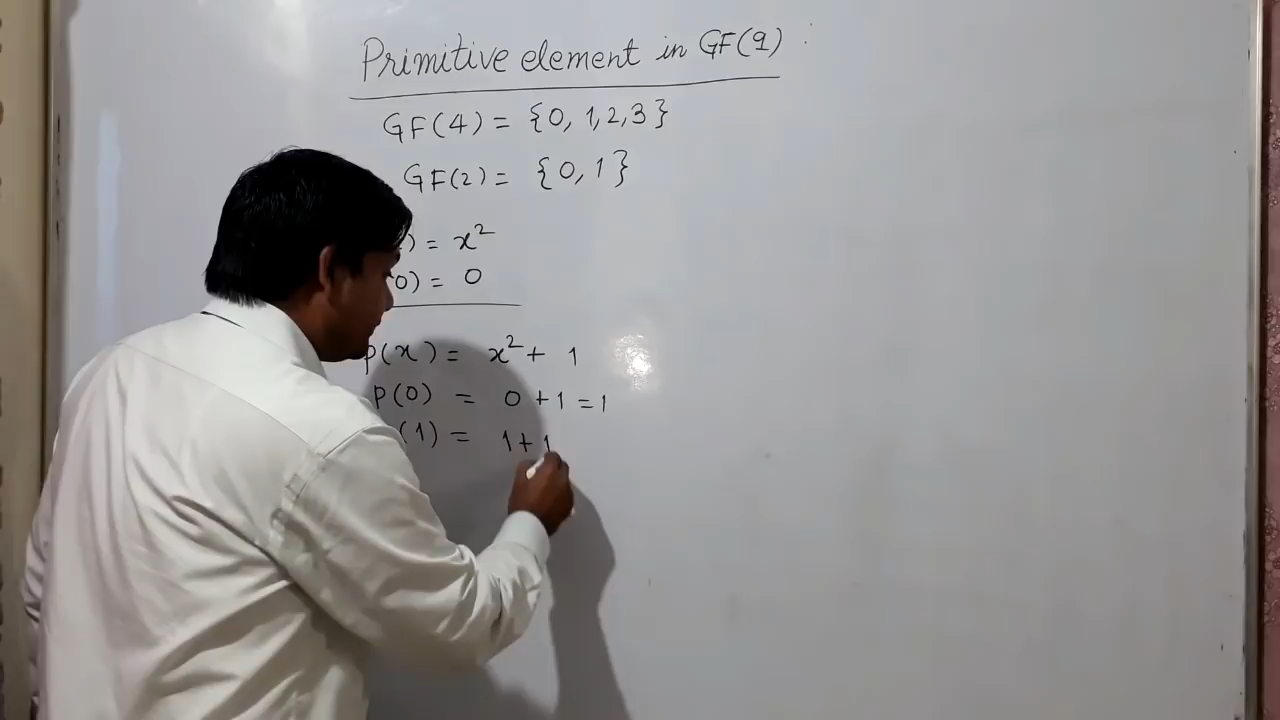 Primitive element in GF(q) :
GF(4) = {0, 1, 2, 3}
GF(2) = {0, 1}
) = x²
0) = 0
p(x) = x² + 1
p(0) = 0 + 1 = 1
(1) = 1 + 1